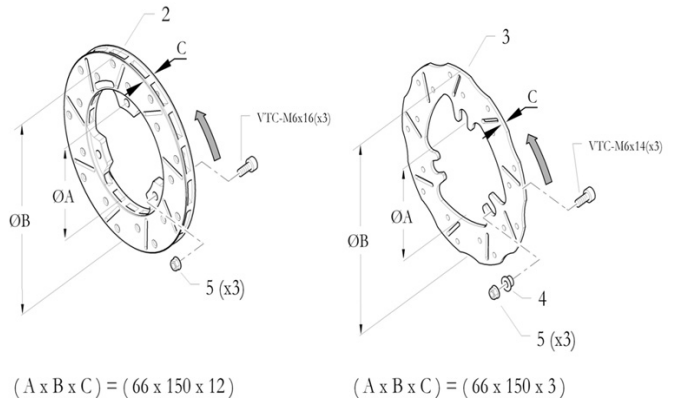 2
C
VTC-M6x16(x3)
ØA
ØB
5 (x3)
( A x B x C ) = ( 66 x 150 x 12 )
3
C
VTC-M6x14(x3)
ØA
ØB
4
5 (x3)
( A x B x C ) = ( 66 x 150 x 3 )